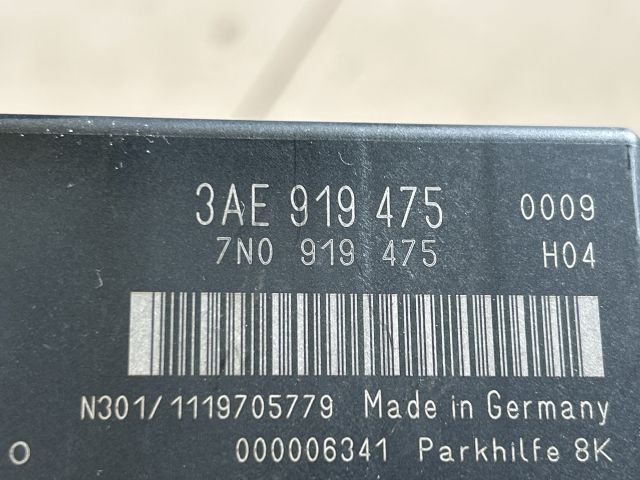 3AE 919 475 0009
7N0 919 475 H04
N301/1119705779 Made in Germany
O 000006341 Parkhilfe 8K